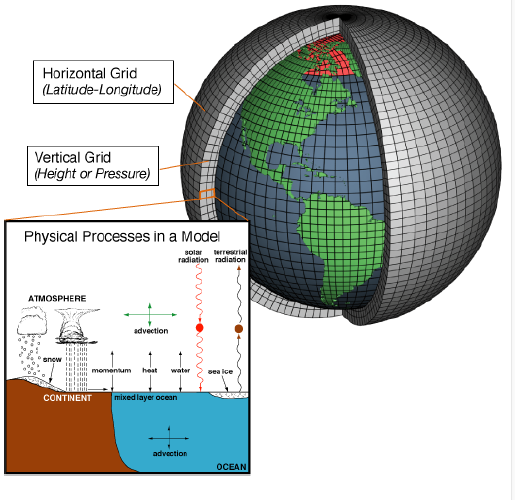 Horizontal Grid
(Latitude-Longitude)
Vertical Grid
(Height or Pressure)
Physical Processes in a Model
solar
radiation
terrestrial
radiation
ATMOSPHERE
advection
snow
momentum
heat
water
sea ice
CONTINENT
mixed layer ocean
advection
OCEAN